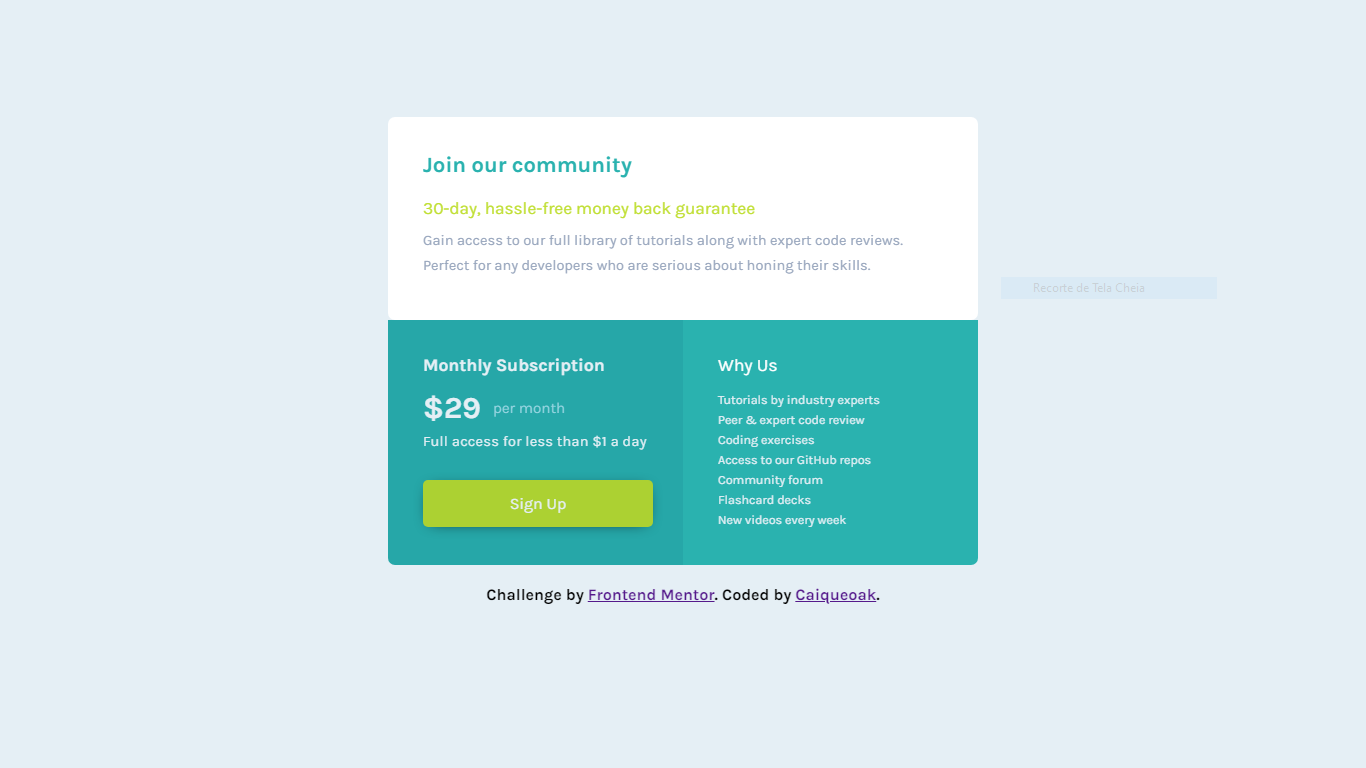 Join our community
30-day, hassle-free money back guarantee
Gain access to our full library of tutorials along with expert code reviews.
Perfect for any developers who are serious about honing their skills.
Recorte de Tela Cheia
Monthly Subscription
$29 per month
Full access for less than $1 a day
Sign Up
Why Us
Tutorials by industry experts
Peer & expert code review
Coding exercises
Access to our GitHub repos
Community forum
Flashcard decks
New videos every week
Challenge by Frontend Mentor. Coded by Caiqueoak.